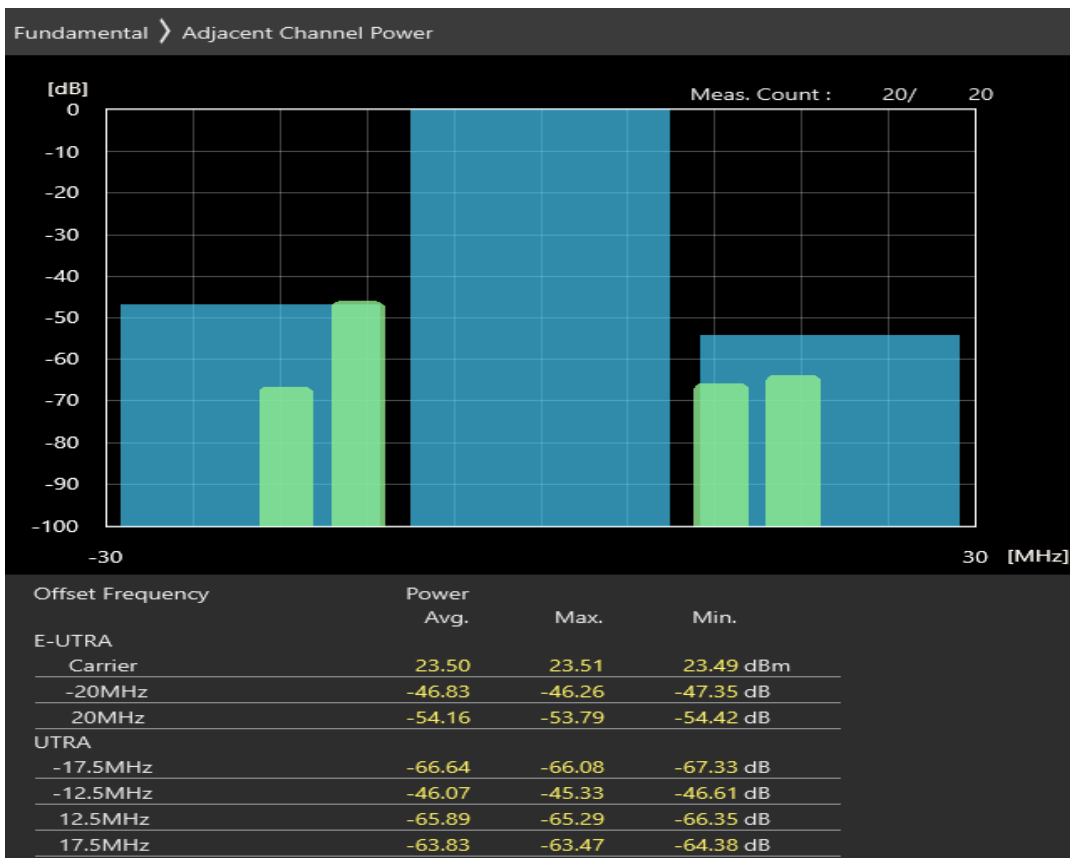 Fundamental 〉 Adjacent Channel Power
[dB]
Meas. Count : 20/ 20
0
-10
-20
-30
-40
-50
-60
-70
-80
-90
-100
-30 30 [MHz]
Offset Frequency Power
Avg. Max. Min.
E-UTRA
Carrier 23.50 23.51 23.49 dBm
-20MHz -46.83 -46.26 -47.35 dB
20MHz -54.16 -53.79 -54.42 dB
UTRA
-17.5MHz -66.64 -66.08 -67.33 dB
-12.5MHz -46.07 -45.33 -46.61 dB
12.5MHz -65.89 -65.29 -66.35 dB
17.5MHz -63.83 -63.47 -64.38 dB